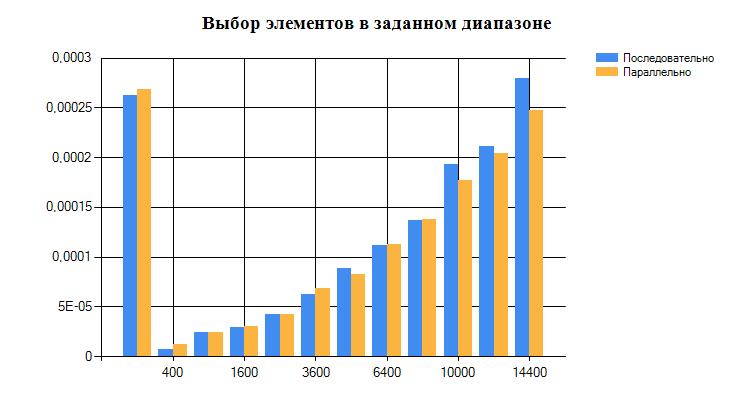 Выбор элементов в заданном диапазоне
Последовательно
Параллельно
0,0003
0,00025
0,0002
0,00015
0,0001
5E-05
0
400 1600 3600 6400 10000 14400